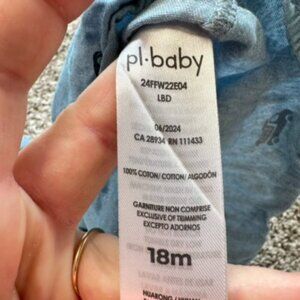 pl·baby
24FFW22E04
LBD
06/2024
CA 28934 RN 111433
100% COTTON/COTON/ALGODÓN
GARNITURE NON COMPRISE
EXCLUSIVE OF TRIMMING
EXCEPTO ADORNOS
18m